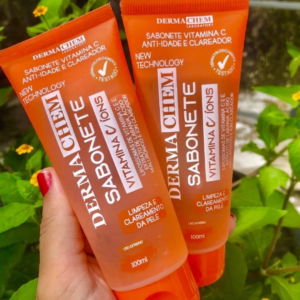 DERMACHEM
SABONETE VITAMINA C
ANTI-IDADE E CLAREADOR
NEW
TECHNOLOGY
DERMACHEM
SABONETE
VITAMINA C IONS
LIMPEZA E
CLAREAMENTO
DA PELE
100ml
DERMACHEM
SABONETE VITAMINA C
ANTI-IDADE E CLAREADOR
NEW
TECHNOLOGY
DERMACHEM
SABONETE
VITAMINA C IONS
LIMPEZA E
CLAREAMENTO
DA PELE
100ml